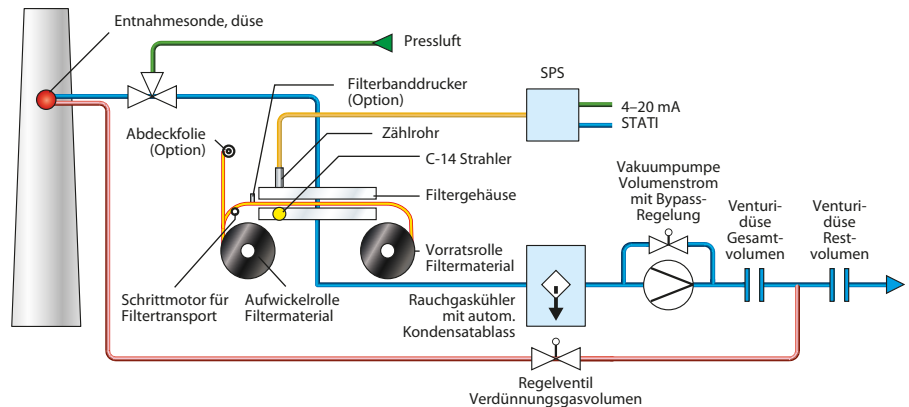 Entnahmesonde, düse
Pressluft
Filterbanddrucker
(Option)
SPS
4–20 mA
STATI
Abdeckfolie
(Option)
Zählrohr
C-14 Strahler
Filtergehäuse
Vakuumpumpe
Volumenstrom
mit Bypass-
Regelung
Venturi-
düse
Gesamt-
volumen
Venturi-
düse
Rest-
volumen
Vorratsrolle
Filtermaterial
Schrittmotor für
Filtertransport
Aufwickelrolle
Filtermaterial
Rauchgaskühler
mit autom.
Kondensatablass
Regelventil
Verdünnungsgasvolumen